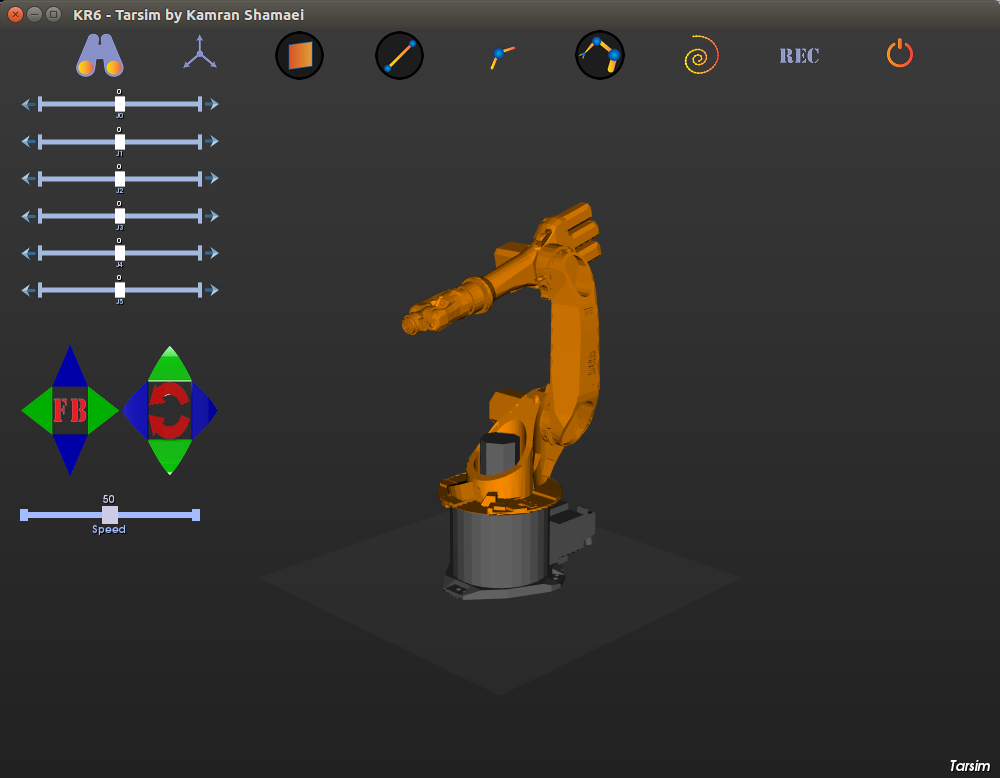 KR6 - Tarsim by Kamran Shamaei
REC
0
J0
0
J1
0
J2
0
J3
0
J4
0
J5
FB
50
Speed
Tarsim